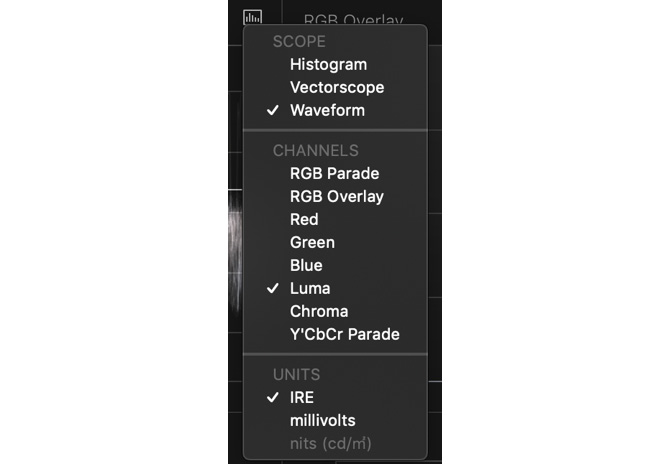 RGB Overlay
SCOPE
Histogram
Vectorscope
Waveform
CHANNELS
RGB Parade
RGB Overlay
Red
Green
Blue
Luma
Chroma
Y'CbCr Parade
UNITS
IRE
millivolts
nits (cd/㎡)